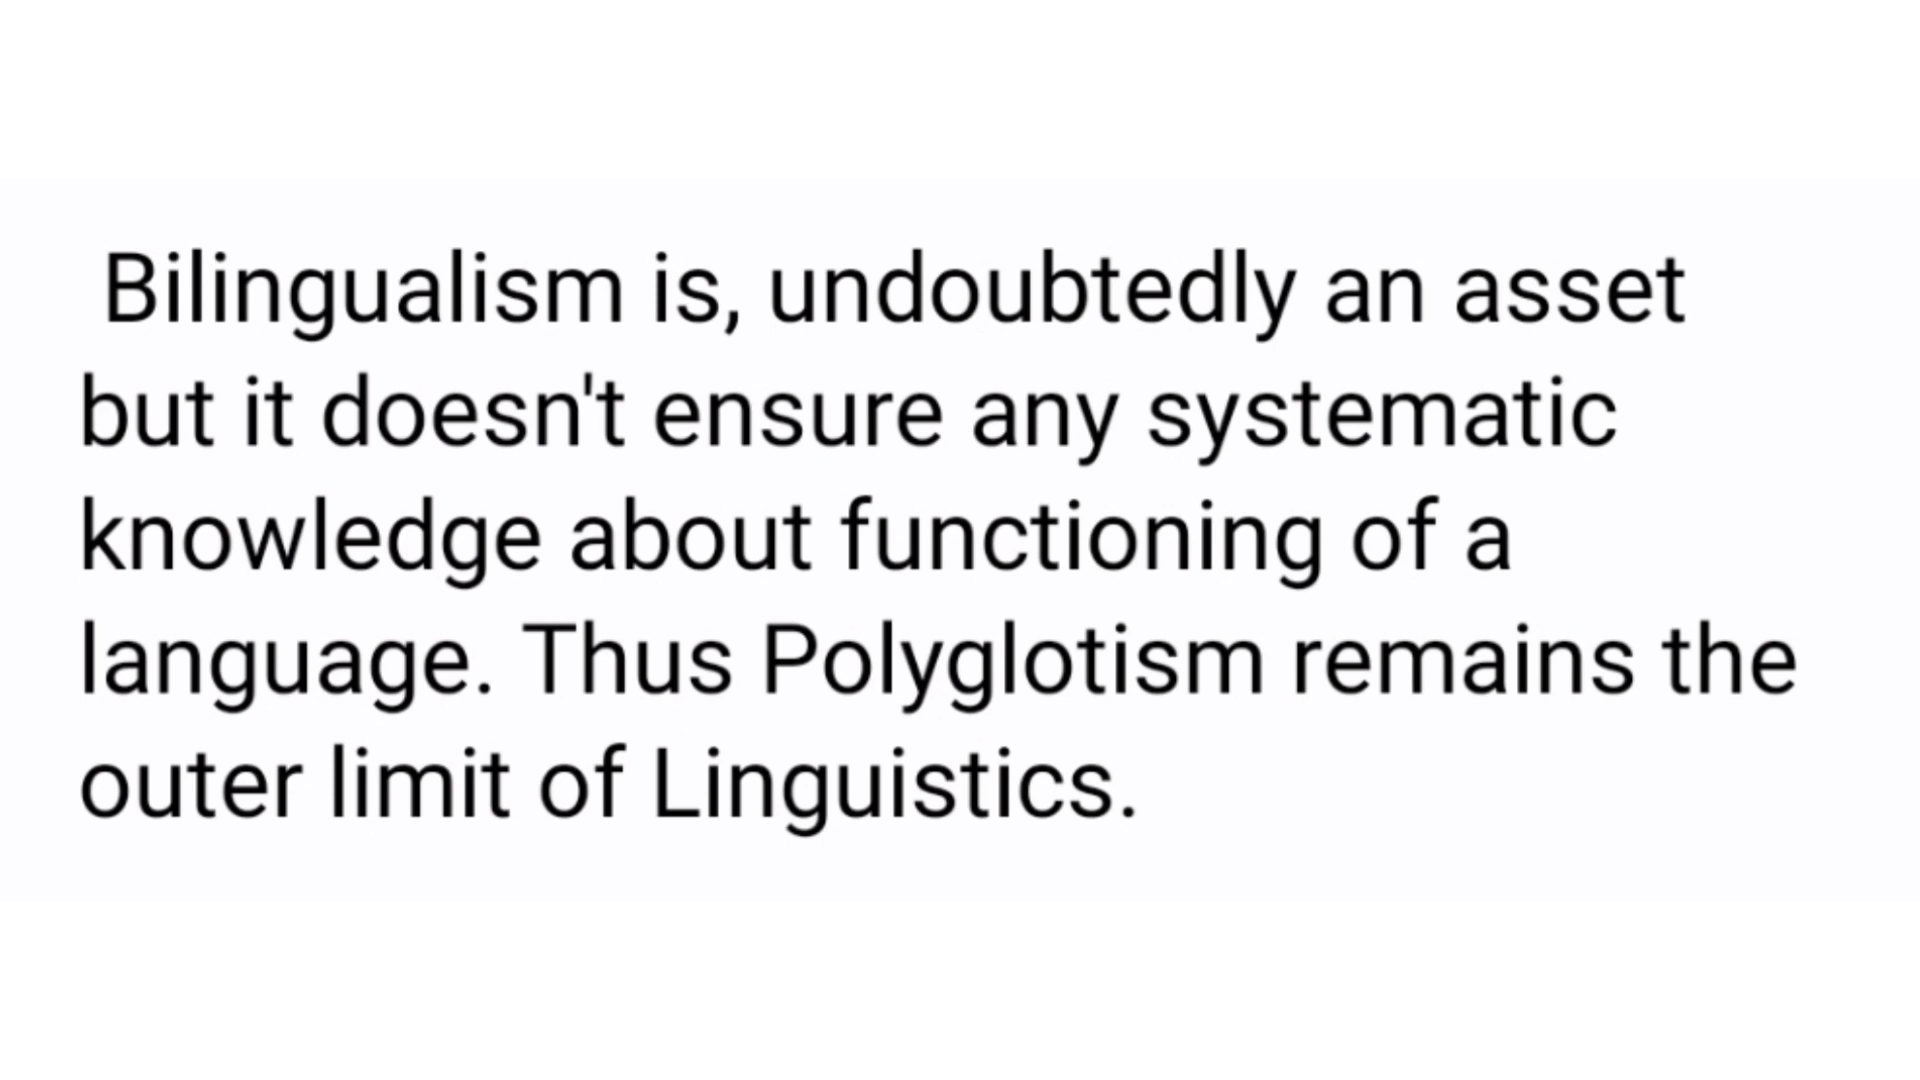 Bilingualism is, undoubtedly an asset
but it doesn't ensure any systematic
knowledge about functioning of a
language. Thus Polyglotism remains the
outer limit of Linguistics.